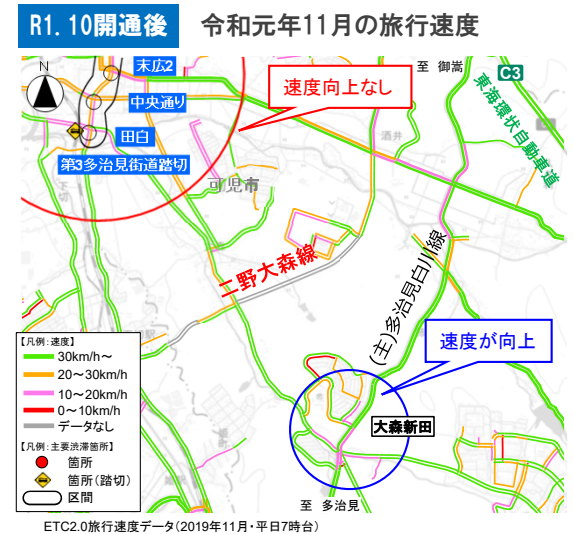 R1.10開通後
令和元年11月の旅行速度
N
末広2
至 御嵩
C3
速度向上なし
東海環状自動車道
中央通り
田白
酒井
第3多治見街道踏切
下切
可児市
二野大森線
(主)多治見白川線
速度が向上
【凡例:速度】
30km/h～
20～30km/h
10～20km/h
0～10km/h
データなし
【凡例:主要渋滞箇所】
箇所
箇所(踏切)
区間
大森新田
至 多治見
ETC2.0旅行速度データ(2019年11月・平日7時台)